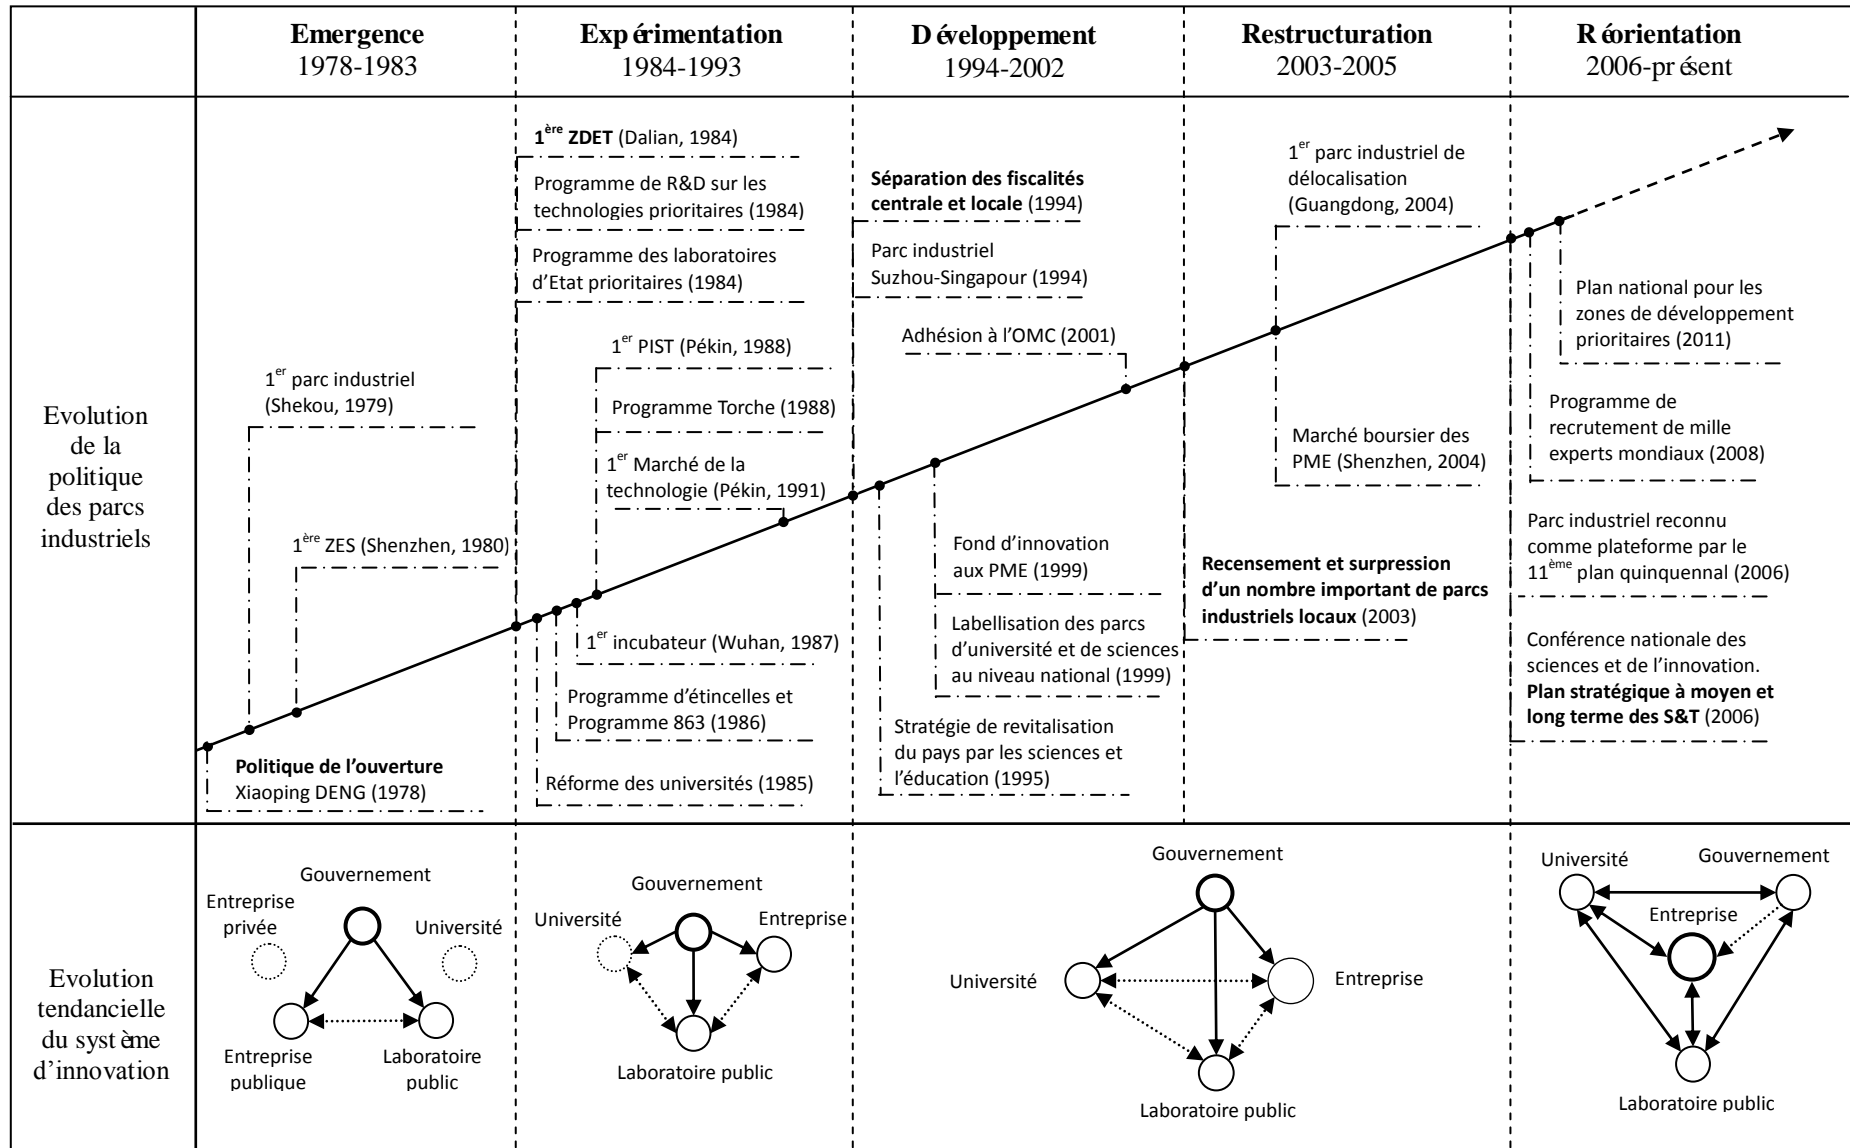 Emergence
1978-1983
Expérimentation
1984-1993
Développement
1994-2002
Restructuration
2003-2005
Réorientation
2006-présent
Evolution
de la
politique
des parcs
industriels
1er parc industriel
(Shekou, 1979)
1ère ZES (Shenzhen, 1980)
Politique de l’ouverture
Xiaoping DENG (1978)
1ère ZDET (Dalian, 1984)
Programme de R&D sur les
technologies prioritaires (1984)
Programme des laboratoires
d’Etat prioritaires (1984)
1er PIST (Pékin, 1988)
Programme Torche (1988)
1er Marché de la
technologie (Pékin, 1991)
1er incubateur (Wuhan, 1987)
Programme d’étincelles et
Programme 863 (1986)
Réforme des universités (1985)
Séparation des fiscalités
centrale et locale (1994)
Parc industriel
Suzhou-Singapour (1994)
Adhésion à l’OMC (2001)
Fond d’innovation
aux PME (1999)
Labellisation des parcs
d’université et de sciences
au niveau national (1999)
Stratégie de revitalisation
du pays par les sciences et
l’éducation (1995)
1er parc industriel de
délocalisation
(Guangdong, 2004)
Marché boursier des
PME (Shenzhen, 2004)
Recensement et surpression
d’un nombre important de parcs
industriels locaux (2003)
Plan national pour les
zones de développement
prioritaires (2011)
Programme de
recrutement de mille
experts mondiaux (2008)
Parc industriel reconnu
comme plateforme par le
11ème plan quinquennal (2006)
Conférence nationale des
sciences et de l’innovation.
Plan stratégique à moyen et
long terme des S&T (2006)
Evolution
tendancielle
du système
d’innovation
Gouvernement
Entreprise
privée
Université
Entreprise
publique
Laboratoire
public
Gouvernement
Université
Entreprise
Laboratoire public
Gouvernement
Université
Entreprise
Laboratoire public
Université
Gouvernement
Entreprise
Laboratoire public